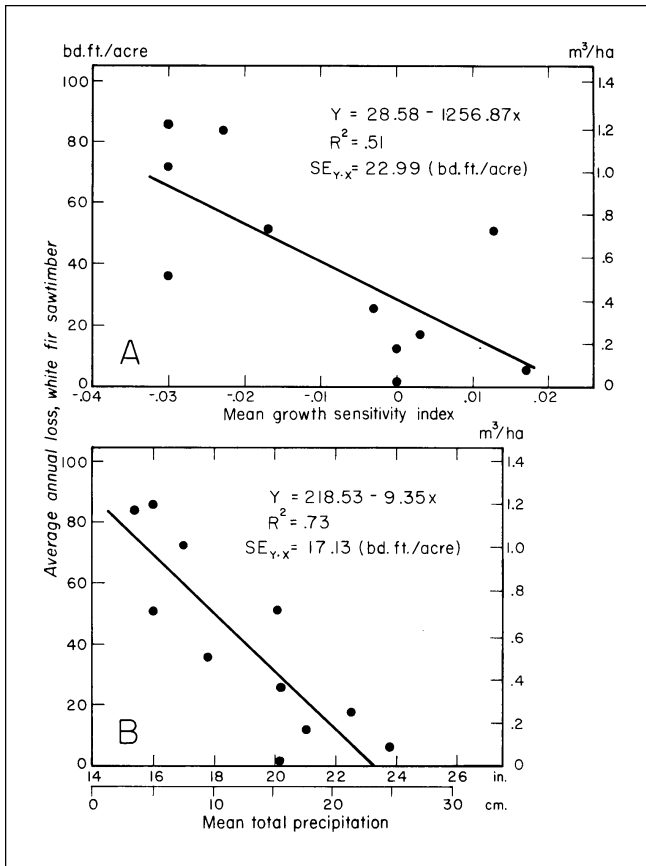 bd.ft./acre m³/ha
100 1.4
80 Y = 28.58 - 1256.87x 1.2
R² = .51
SE_Y·X = 22.99 (bd.ft./acre)
1.0
60 .8
.6
40 .4
20 A .2
0 0
-.04 -.03 -.02 -.01 0 .01 .02
Mean growth sensitivity index
Average annual loss, white fir sawtimber
m³/ha
100 1.4
80 Y = 218.53 - 9.35x 1.2
R² = .73
SE_Y·X = 17.13 (bd.ft./acre)
1.0
60 .8
.6
40 .4
20 B .2
0 0
14 16 18 20 22 24 26 in.
0 10 20 30 cm.
Mean total precipitation